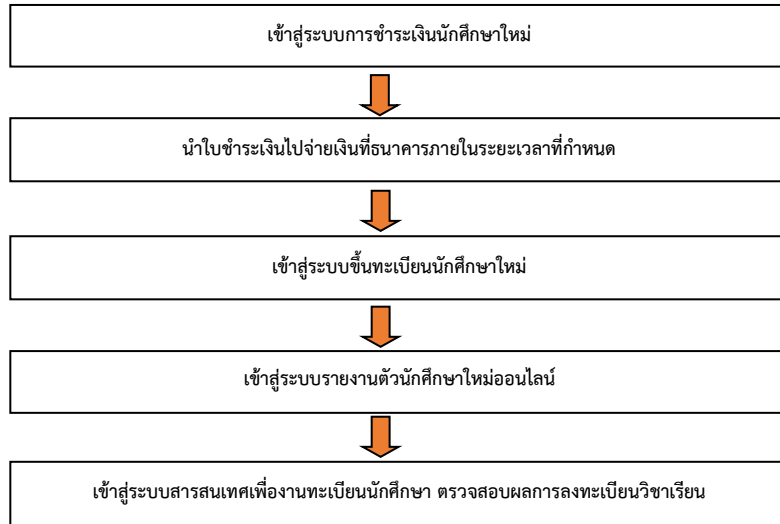 เข้าสู่ระบบการชำระเงินนักศึกษาใหม่
นำใบชำระเงินไปจ่ายเงินที่ธนาคารภายในระยะเวลาที่กำหนด
เข้าสู่ระบบขึ้นทะเบียนนักศึกษาใหม่
เข้าสู่ระบบรายงานตัวนักศึกษาใหม่ออนไลน์
เข้าสู่ระบบสารสนเทศเพื่องานทะเบียนนักศึกษา ตรวจสอบผลการลงทะเบียนวิชาเรียน